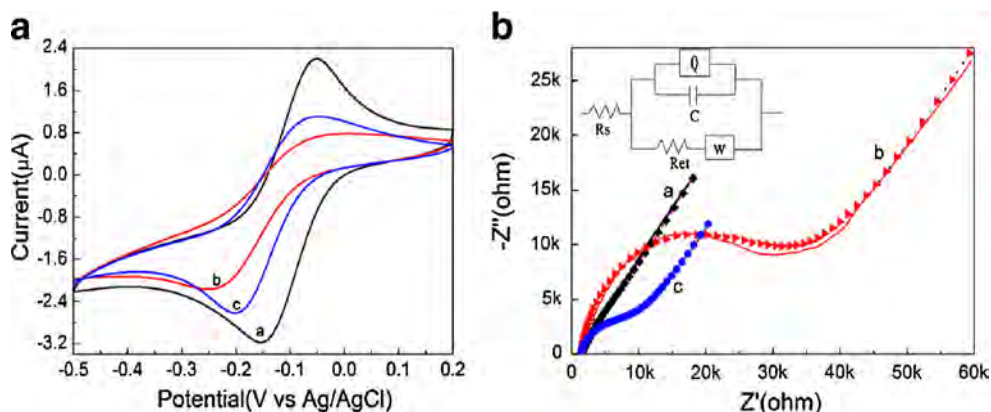 a
2.4
1.6
0.8
0.0
-1.6
-1.8
-2.4
-3.2
Current(μA)
b
c
a
-0.5 -0.4 -0.3 -0.2 -0.1 0.0 0.1 0.2
Potential(V vs Ag/AgCl)
b
25k
20k
15k
10k
5k
0
-Z''(ohm)
Q
C
Rs
Ret
W
a
b
c
0 10k 20k 30k 40k 50k 60k
Z'(ohm)